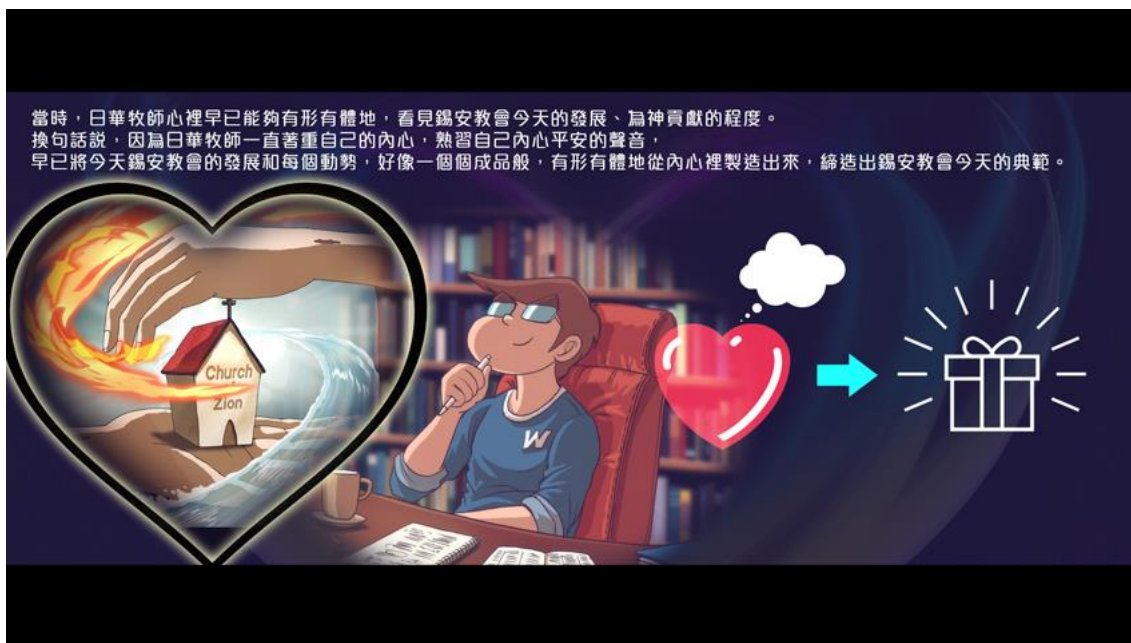 當時，日華牧師心裡早已能夠有形有體地，看見錫安教會今天的發展、為神貢獻的程度。
換句話說，因為日華牧師一直著重自己的內心，熟習自己內心平安的聲音，
早已將今天錫安教會的發展和每個動勢，好像一個個成品般，有形有體地從內心裡製造出來，締造出錫安教會今天的典範。
Church
Zion
W